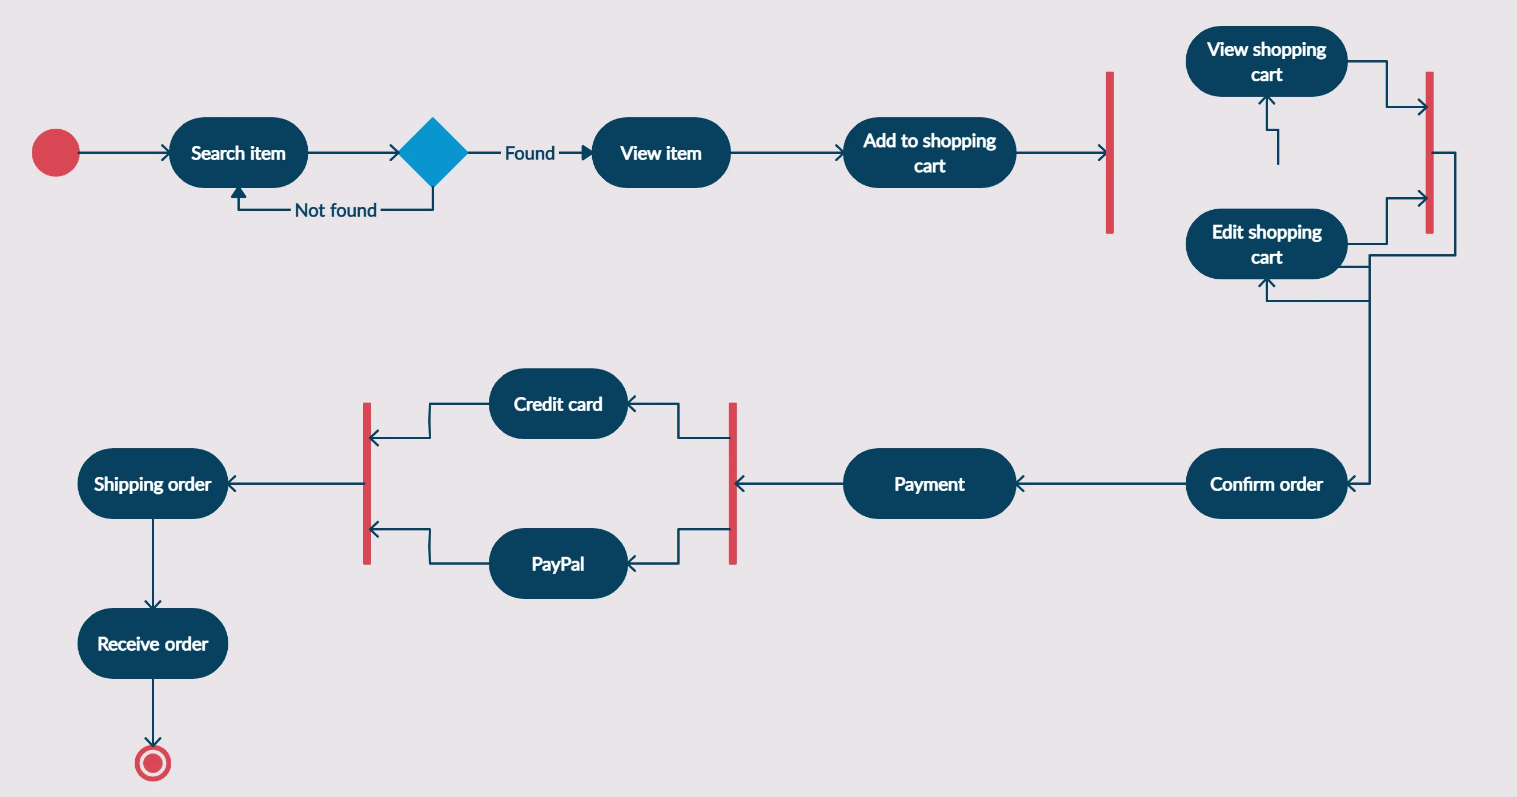 View shopping
cart
Search item
Found
View item
Add to shopping
cart
Not found
Edit shopping
cart
Credit card
Shipping order
Payment
Confirm order
PayPal
Receive order